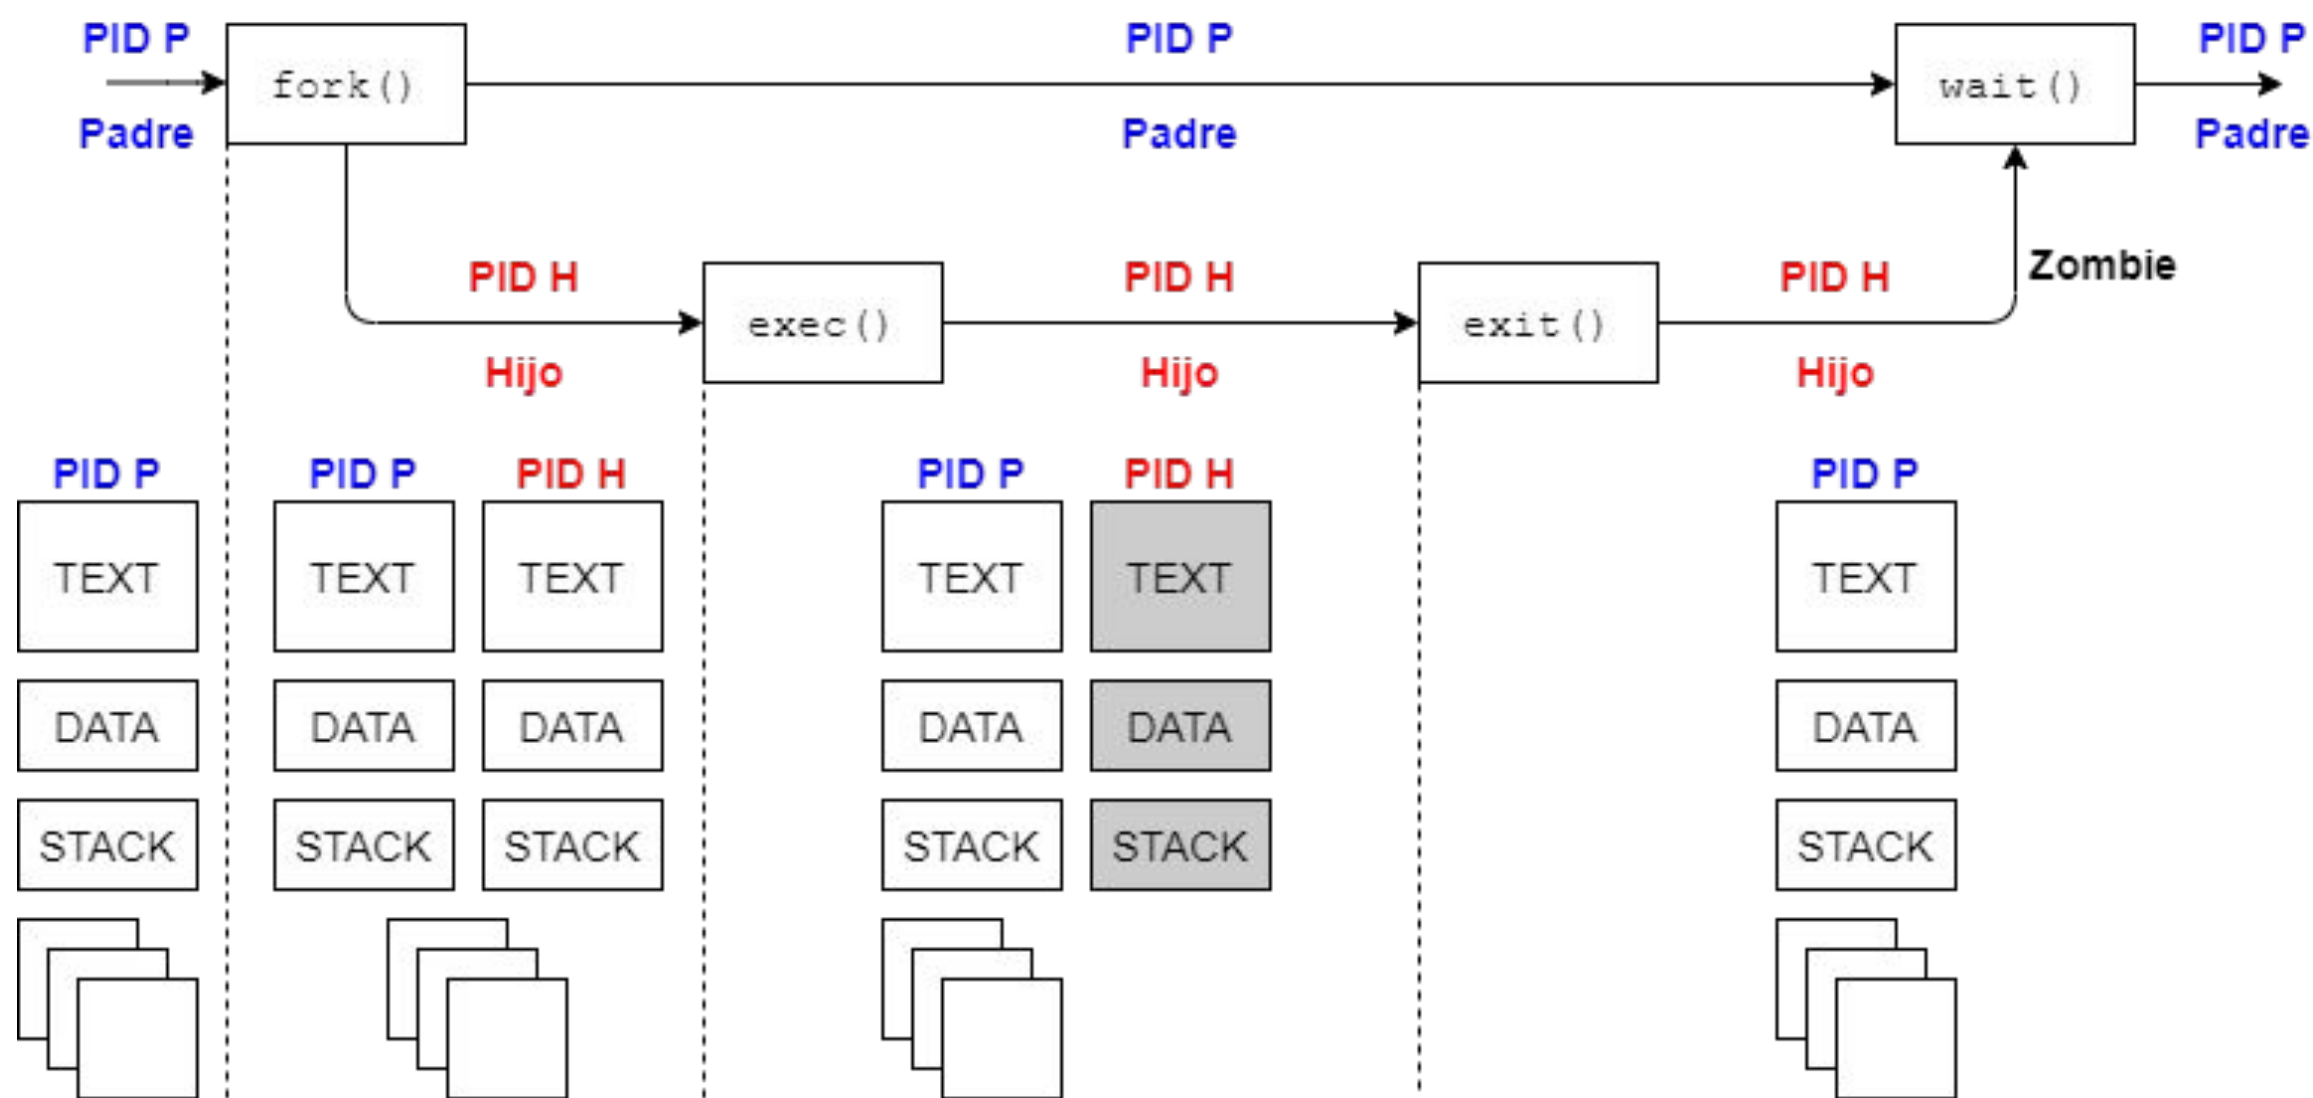 PID P
PID P
PID P
fork()
wait()
Padre
Padre
Padre
PID H
PID H
PID H
Zombie
exec()
exit()
Hijo
Hijo
Hijo
PID P
PID P
PID H
PID P
PID H
PID P
TEXT
TEXT
TEXT
TEXT
TEXT
TEXT
DATA
DATA
DATA
DATA
DATA
DATA
STACK
STACK
STACK
STACK
STACK
STACK